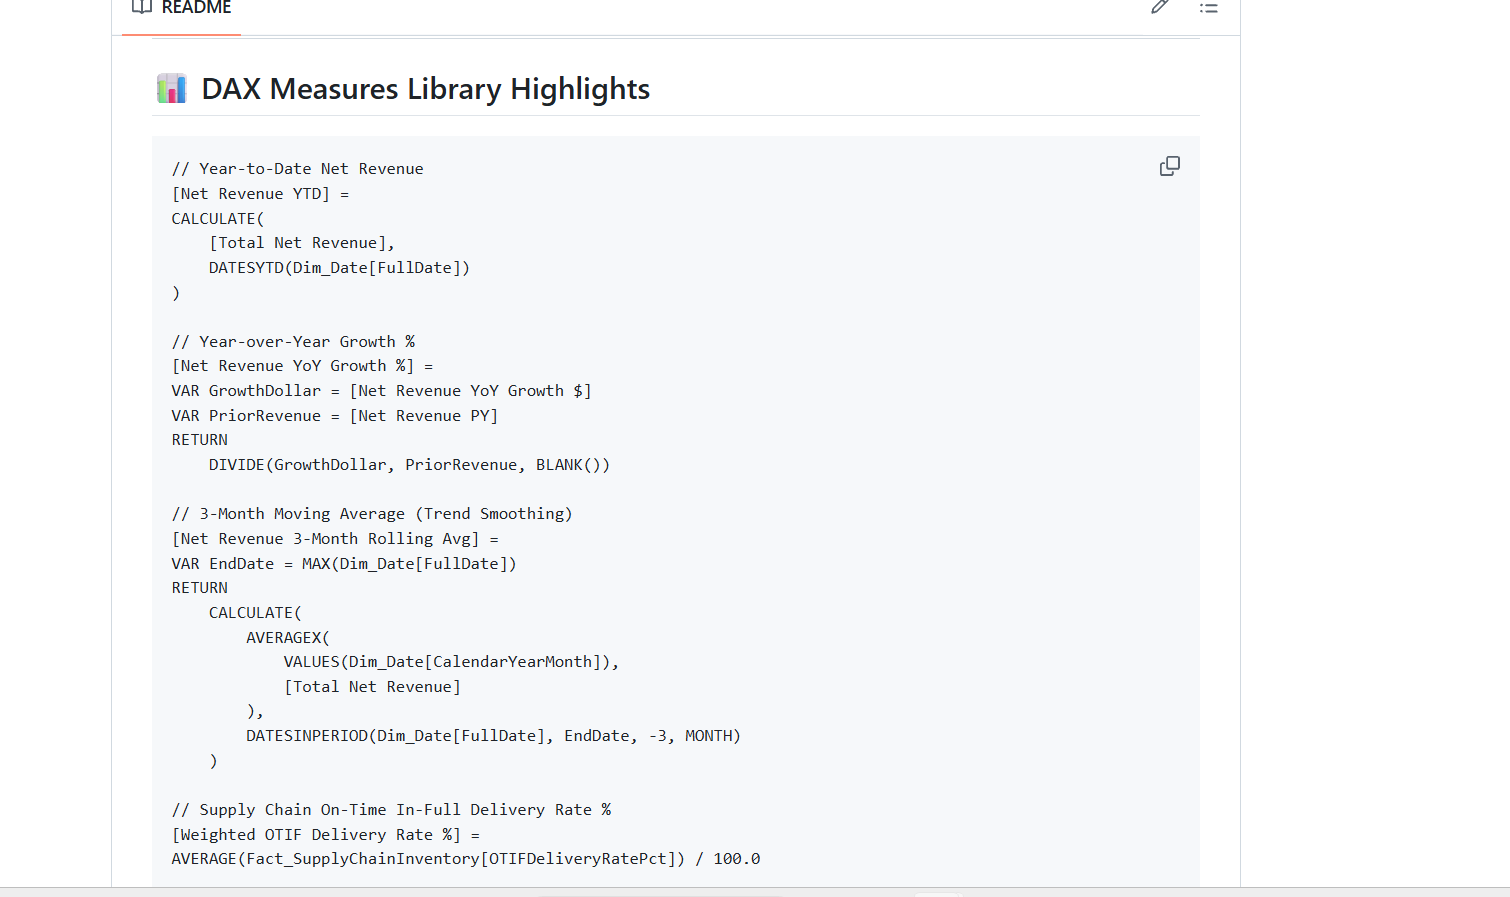 README
DAX Measures Library Highlights
// Year-to-Date Net Revenue
[Net Revenue YTD] =
CALCULATE(
    [Total Net Revenue],
    DATESYTD(Dim_Date[FullDate])
)

// Year-over-Year Growth %
[Net Revenue YoY Growth %] =
VAR GrowthDollar = [Net Revenue YoY Growth $]
VAR PriorRevenue = [Net Revenue PY]
RETURN
    DIVIDE(GrowthDollar, PriorRevenue, BLANK())

// 3-Month Moving Average (Trend Smoothing)
[Net Revenue 3-Month Rolling Avg] =
VAR EndDate = MAX(Dim_Date[FullDate])
RETURN
    CALCULATE(
        AVERAGEX(
            VALUES(Dim_Date[CalendarYearMonth]),
            [Total Net Revenue]
        ),
        DATESINPERIOD(Dim_Date[FullDate], EndDate, -3, MONTH)
    )

// Supply Chain On-Time In-Full Delivery Rate %
[Weighted OTIF Delivery Rate %] =
AVERAGE(Fact_SupplyChainInventory[OTIFDeliveryRatePct]) / 100.0